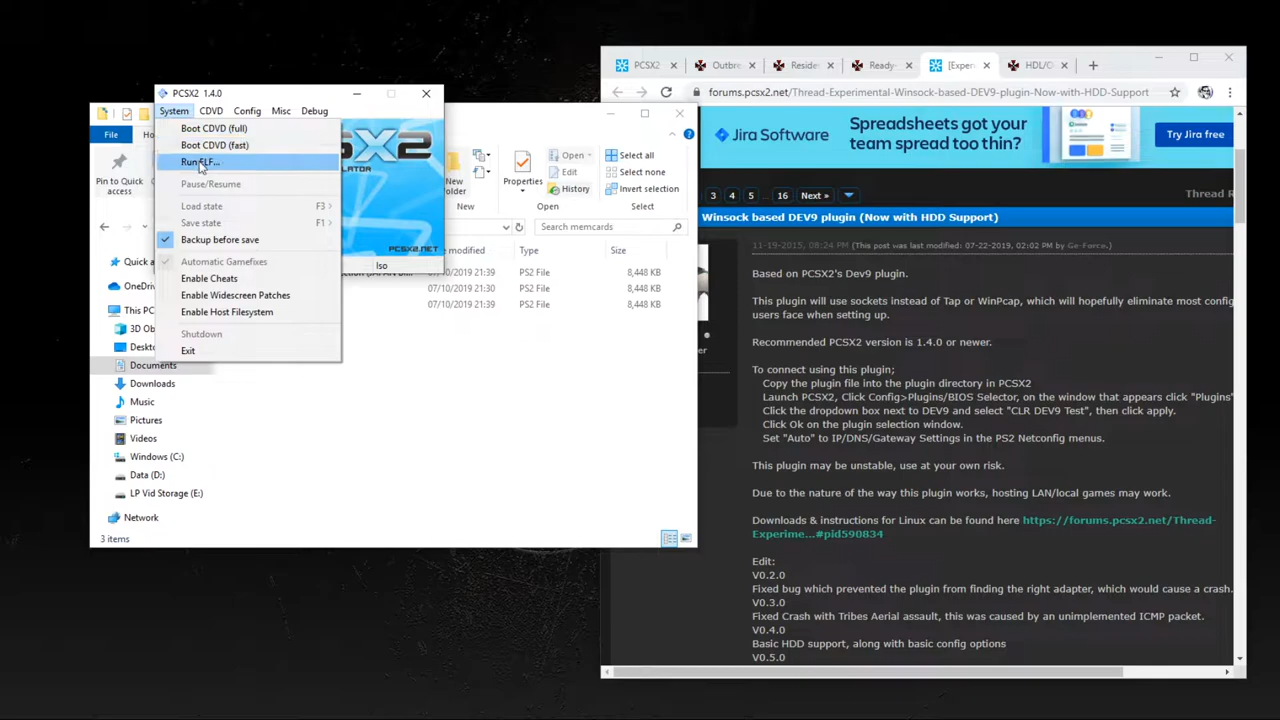 PCSX2 1.4.0
System CDVD Config Misc Debug
Boot CDVD (full)
Boot CDVD (fast)
Run ELF...
Pause/Resume
Load state F3
Save state F1
Backup before save
Automatic Gamefixes
Enable Cheats
Enable Widescreen Patches
Enable Host Filesystem
Shutdown
Exit
SX2
PCSX2.NET
Iso
File
Pin to Quick
access
New
Folder
New
Properties
Open
Edit
History
Open
Select all
Select none
Invert selection
Select
Search memcards
Type Size
07/10/2019 21:39 PS2 File 8,448 KB
07/10/2019 21:30 PS2 File 8,448 KB
07/10/2019 21:39 PS2 File 8,448 KB
Quick a
OneDriv
This PC
3D Obj
Deskto
Documents
Downloads
Music
Pictures
Videos
Windows (C:)
Data (D:)
LP Vid Storage (E:)
Network
3 items
PCSX2 Outbre Reside Ready- [Exper HDL/O
forums.pcsx2.net/Thread-Experimental-Winsock-based-DEV9-plugin-Now-with-HDD-Support
Jira Software
Spreadsheets got your
team spread too thin?
Try Jira free
3 4 5 ... 16 Next »
Thread R
Winsock based DEV9 plugin (Now with HDD Support)
11-19-2015, 08:24 PM (This post was last modified: 07-22-2019, 02:02 PM by Ge-Force.)
Based on PCSX2's Dev9 plugin.
This plugin will use sockets instead of Tap or WinPcap, which will hopefully eliminate most config
users face when setting up.
Recommended PCSX2 version is 1.4.0 or newer.
To connect using this plugin;
Copy the plugin file into the plugin directory in PCSX2
Launch PCSX2, Click Config>Plugins/BIOS Selector, on the window that appears click "Plugins"
Click the dropdown box next to DEV9 and select "CLR DEV9 Test", then click apply.
Click Ok on the plugin selection window.
Set "Auto" to IP/DNS/Gateway Settings in the PS2 Netconfig menus.
This plugin may be unstable, use at your own risk.
Due to the nature of the way this plugin works, hosting LAN/local games may work.
Downloads & instructions for Linux can be found here https://forums.pcsx2.net/Thread-
Experime...#pid590834
Edit:
V0.2.0
Fixed bug which prevented the plugin from finding the right adapter, which would cause a crash.
V0.3.0
Fixed Crash with Tribes Aerial assault, this was caused by an unimplemented ICMP packet.
V0.4.0
Basic HDD support, along with basic config options
V0.5.0